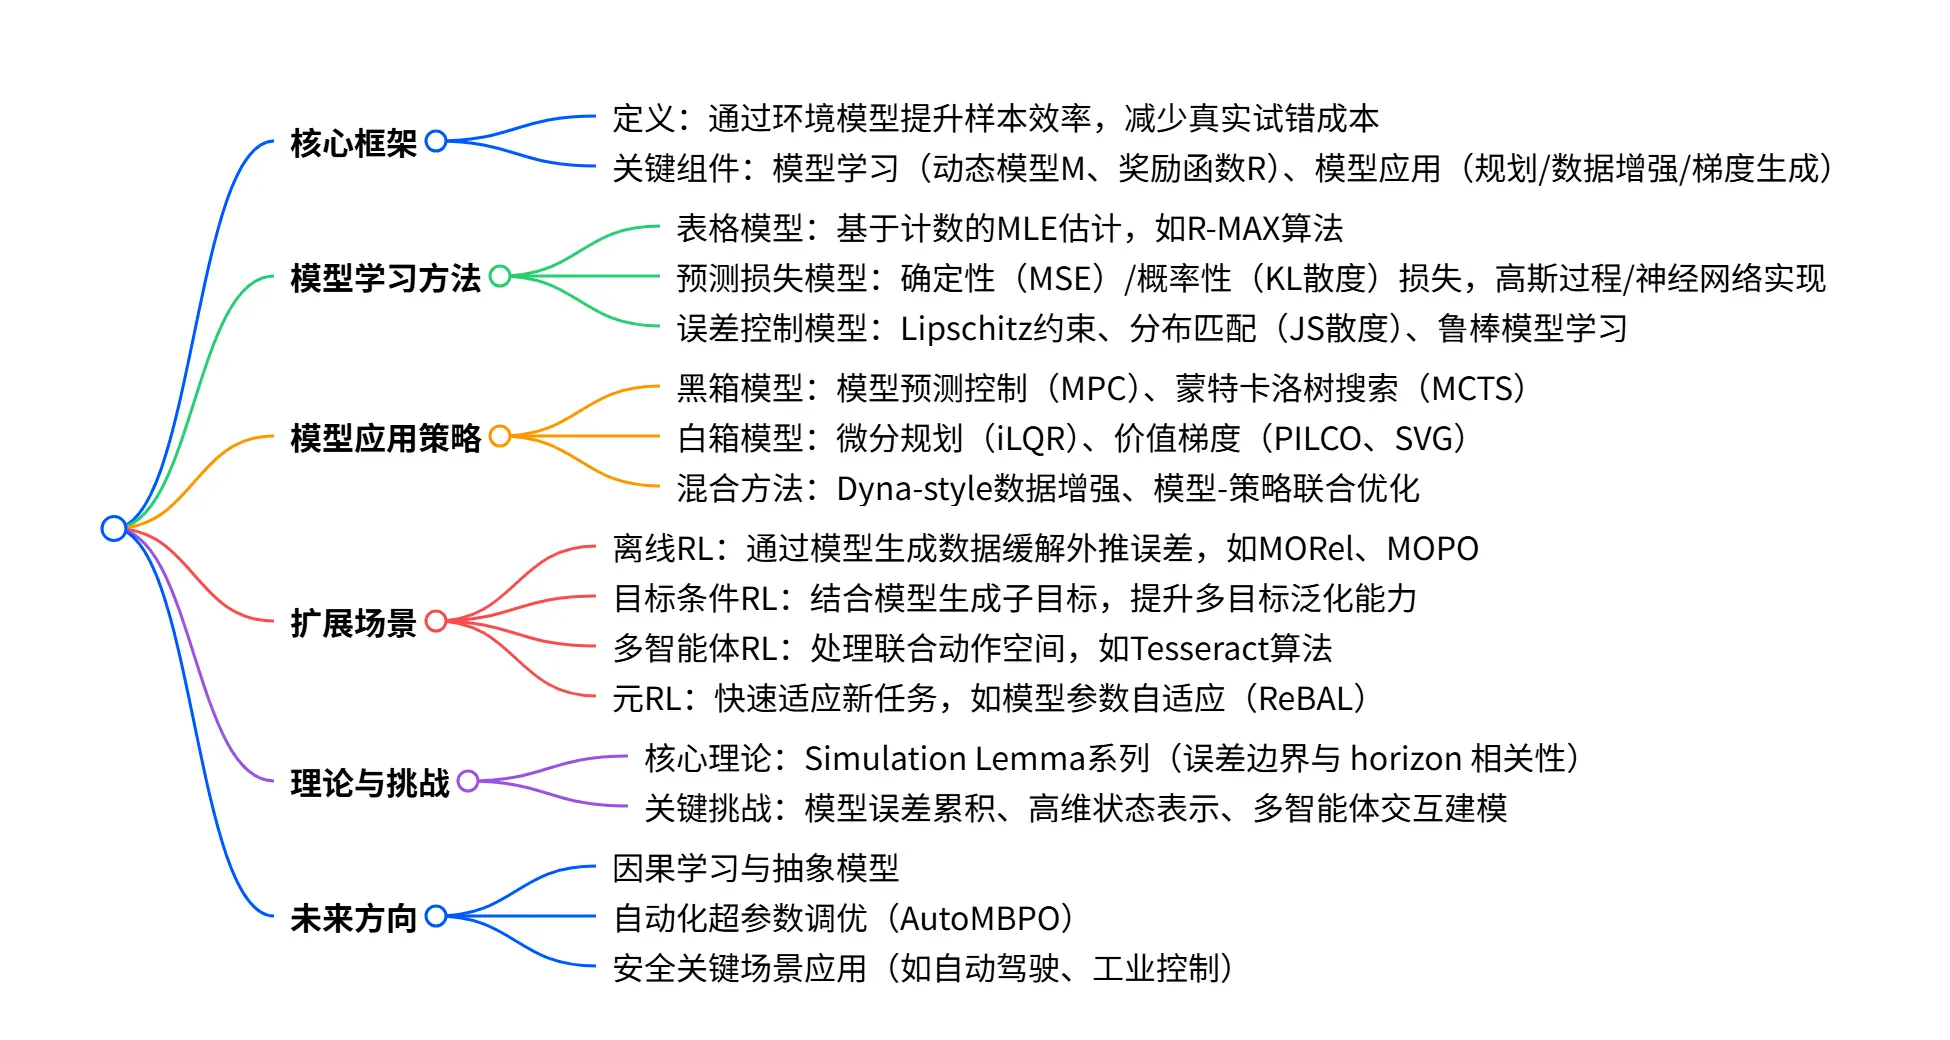 核心框架
定义：通过环境模型提升样本效率，减少真实试错成本
关键组件：模型学习（动态模型M、奖励函数R）、模型应用（规划/数据增强/梯度生成）
模型学习方法
表格模型：基于计数的MLE估计，如R-MAX算法
预测损失模型：确定性（MSE）/概率性（KL散度）损失，高斯过程/神经网络实现
误差控制模型：Lipschitz约束、分布匹配（JS散度）、鲁棒模型学习
模型应用策略
黑箱模型：模型预测控制（MPC）、蒙特卡洛树搜索（MCTS）
白箱模型：微分规划（iLQR）、价值梯度（PILCO、SVG）
混合方法：Dyna-style数据增强、模型-策略联合优化
扩展场景
离线RL：通过模型生成数据缓解外推误差，如MORel、MOPO
目标条件RL：结合模型生成子目标，提升多目标泛化能力
多智能体RL：处理联合动作空间，如Tesseract算法
元RL：快速适应新任务，如模型参数自适应（ReBAL）
理论与挑战
核心理论：Simulation Lemma系列（误差边界与 horizon 相关性）
关键挑战：模型误差累积、高维状态表示、多智能体交互建模
未来方向
因果学习与抽象模型
自动化超参数调优（AutoMBPO）
安全关键场景应用（如自动驾驶、工业控制）